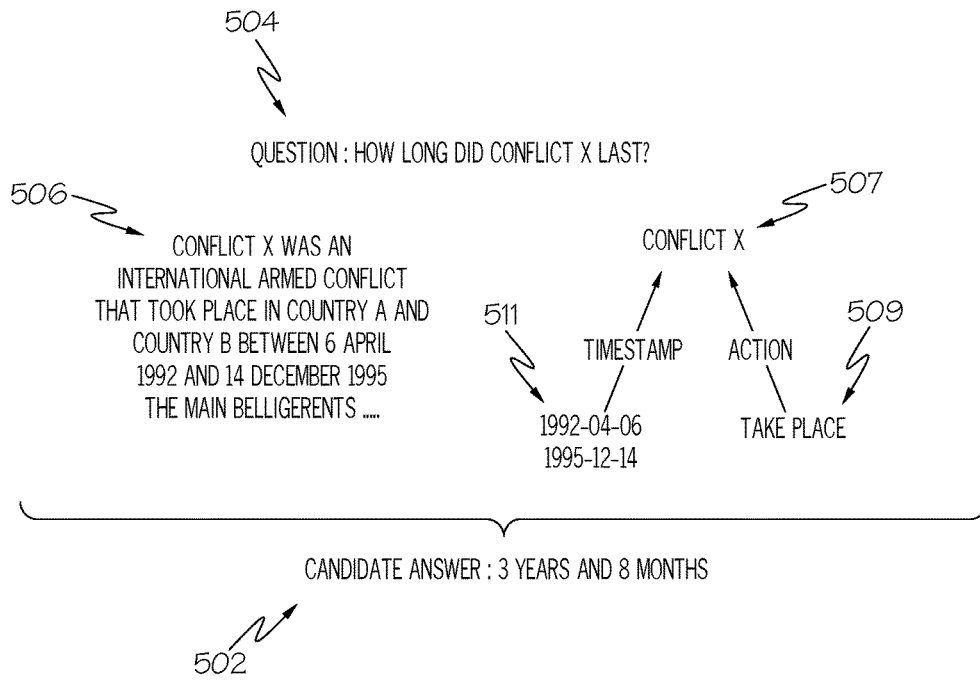 504
QUESTION : HOW LONG DID CONFLICT X LAST?
506
507
CONFLICT X WAS AN
INTERNATIONAL ARMED CONFLICT
THAT TOOK PLACE IN COUNTRY A AND
COUNTRY B BETWEEN 6 APRIL
1992 AND 14 DECEMBER 1995
THE MAIN BELLIGERENTS .....
CONFLICT X
511
509
TIMESTAMP
ACTION
1992-04-06
1995-12-14
TAKE PLACE
CANDIDATE ANSWER : 3 YEARS AND 8 MONTHS
502